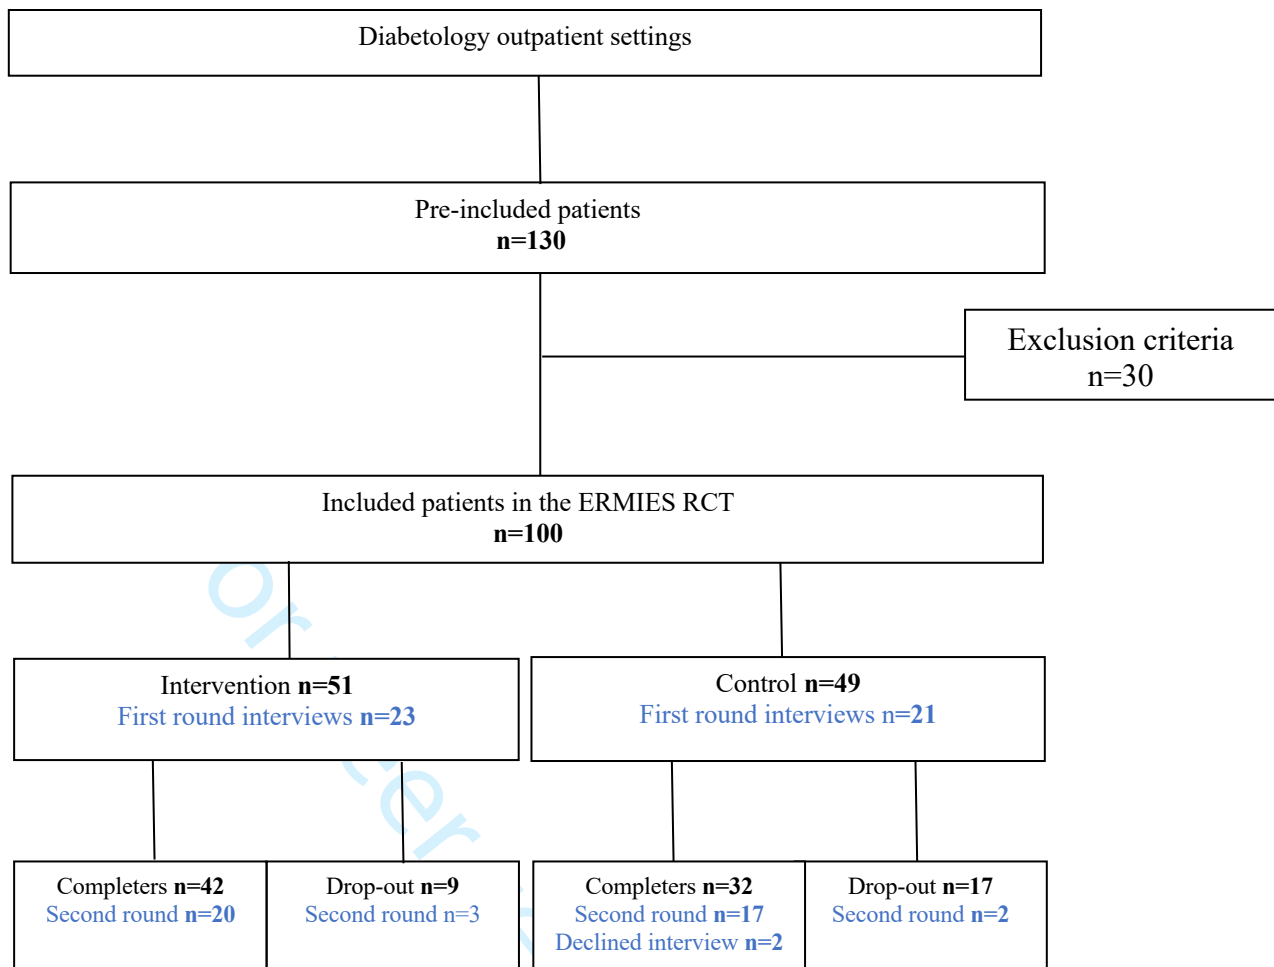 Diabetology outpatient settings
Pre-included patients
n=130
Exclusion criteria
n=30
Included patients in the ERMIES RCT
n=100
Intervention n=51
First round interviews n=23
Control n=49
First round interviews n=21
Completers n=42
Second round n=20
Drop-out n=9
Second round n=3
Completers n=32
Second round n=17
Declined interview n=2
Drop-out n=17
Second round n=2